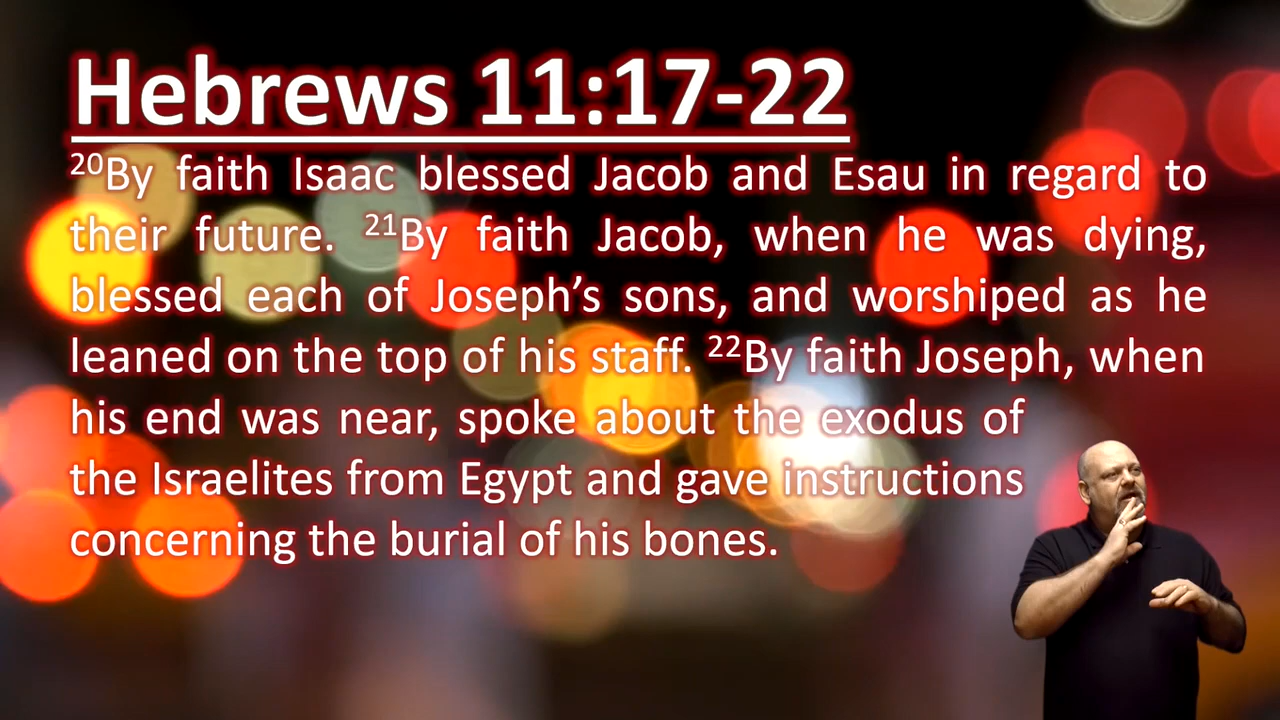 Hebrews 11:17-22
²⁰By faith Isaac blessed Jacob and Esau in regard to
their future. ²¹By faith Jacob, when he was dying,
blessed each of Joseph’s sons, and worshiped as he
leaned on the top of his staff. ²²By faith Joseph, when
his end was near, spoke about the exodus of
the Israelites from Egypt and gave instructions
concerning the burial of his bones.